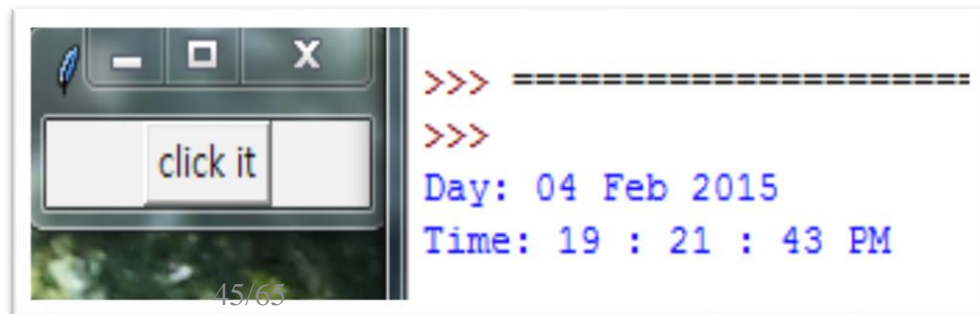 X
click it
45/65
>>> ======================
>>>
Day: 04 Feb 2015
Time: 19 : 21 : 43 PM